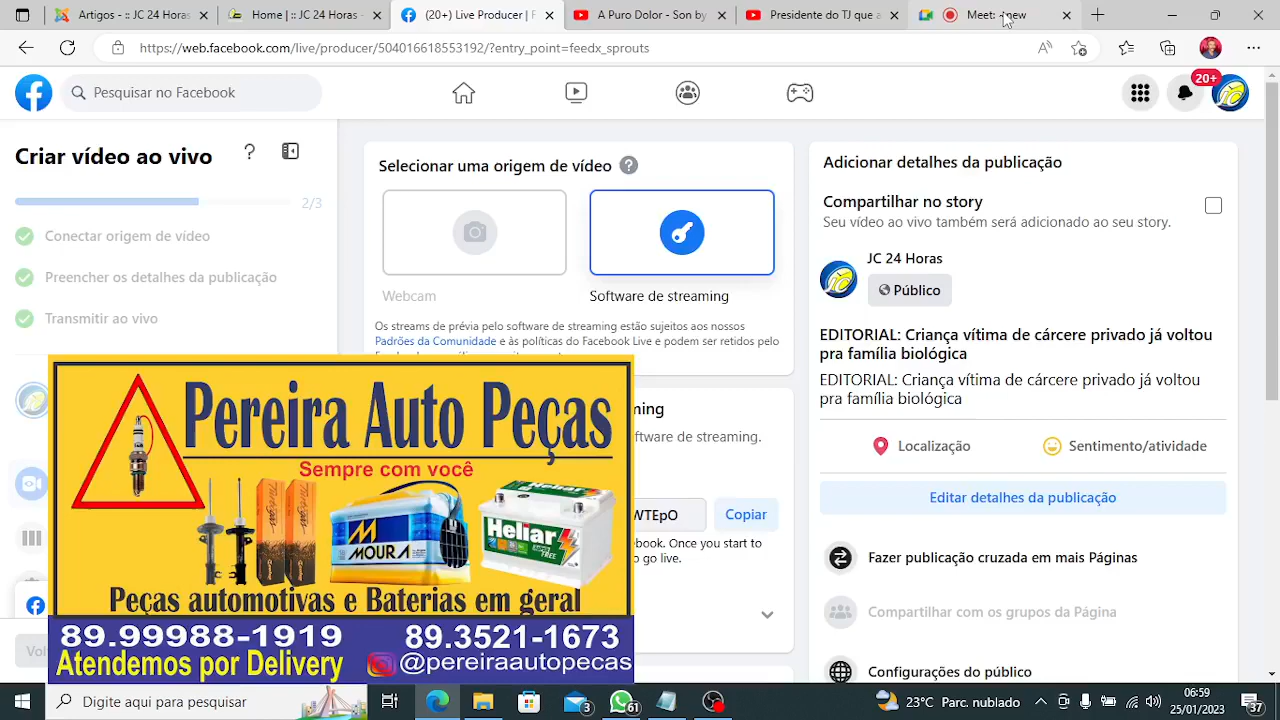 Artigos - JC 24 Horas
Home | JC 24 Horas -
(20+) Live Producer | F
A Puro Dolor - Son by
Presidente do TJ que a
https://web.facebook.com/live/producer/504016618553192/?entry_point=feedx_sprouts
Pesquisar no Facebook
20+
Criar vídeo ao vivo
2/3
Conectar origem de vídeo
Preencher os detalhes da publicação
Transmitir ao vivo
Selecionar uma origem de vídeo
Webcam
Software de streaming
Os streams de prévia pelo software de streaming estão sujeitos aos nossos
Padrões da Comunidade e às políticas do Facebook Live e podem ser retidos pelo
ftware de streaming.
WTEpO
Copiar
book. Once you start to
go live.
Adicionar detalhes da publicação
Compartilhar no story
Seu vídeo ao vivo também será adicionado ao seu story.
JC 24 Horas
Público
EDITORIAL: Criança vítima de cárcere privado já voltou
pra família biológica
EDITORIAL: Criança vítima de cárcere privado já voltou
pra família biológica
Localização
Sentimento/atividade
Editar detalhes da publicação
Fazer publicação cruzada em mais Páginas
Compartilhar com os grupos da Página
Configurações do público
Pereira Auto Peças
Sempre com você
MOURA
Heliar
FREE
Peças automotivas e Baterias em geral
89.99988-1919
89.3521-1673
Atendemos por Delivery
@pereiraautopecas
Digite aqui para pesquisar
3
61
23°C Parc. nublado
06:59
25/01/2023
37